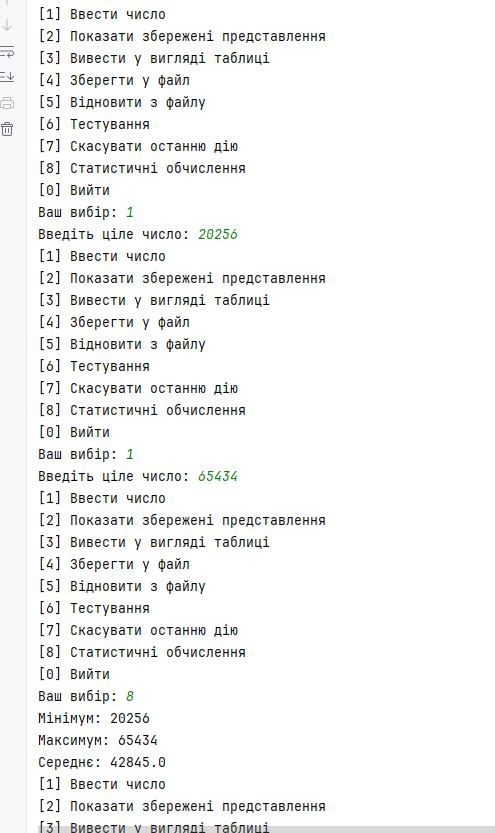 [1] Ввести число
[2] Показати збережені представлення
[3] Вивести у вигляді таблиці
[4] Зберегти у файл
[5] Відновити з файлу
[6] Тестування
[7] Скасувати останню дію
[8] Статистичні обчислення
[0] Вийти
Ваш вибір: 1
Введіть ціле число: 20256
[1] Ввести число
[2] Показати збережені представлення
[3] Вивести у вигляді таблиці
[4] Зберегти у файл
[5] Відновити з файлу
[6] Тестування
[7] Скасувати останню дію
[8] Статистичні обчислення
[0] Вийти
Ваш вибір: 1
Введіть ціле число: 65434
[1] Ввести число
[2] Показати збережені представлення
[3] Вивести у вигляді таблиці
[4] Зберегти у файл
[5] Відновити з файлу
[6] Тестування
[7] Скасувати останню дію
[8] Статистичні обчислення
[0] Вийти
Ваш вибір: 8
Мінімум: 20256
Максимум: 65434
Середнє: 42845.0
[1] Ввести число
[2] Показати збережені представлення
[3] Вивести у вигляді таблиці